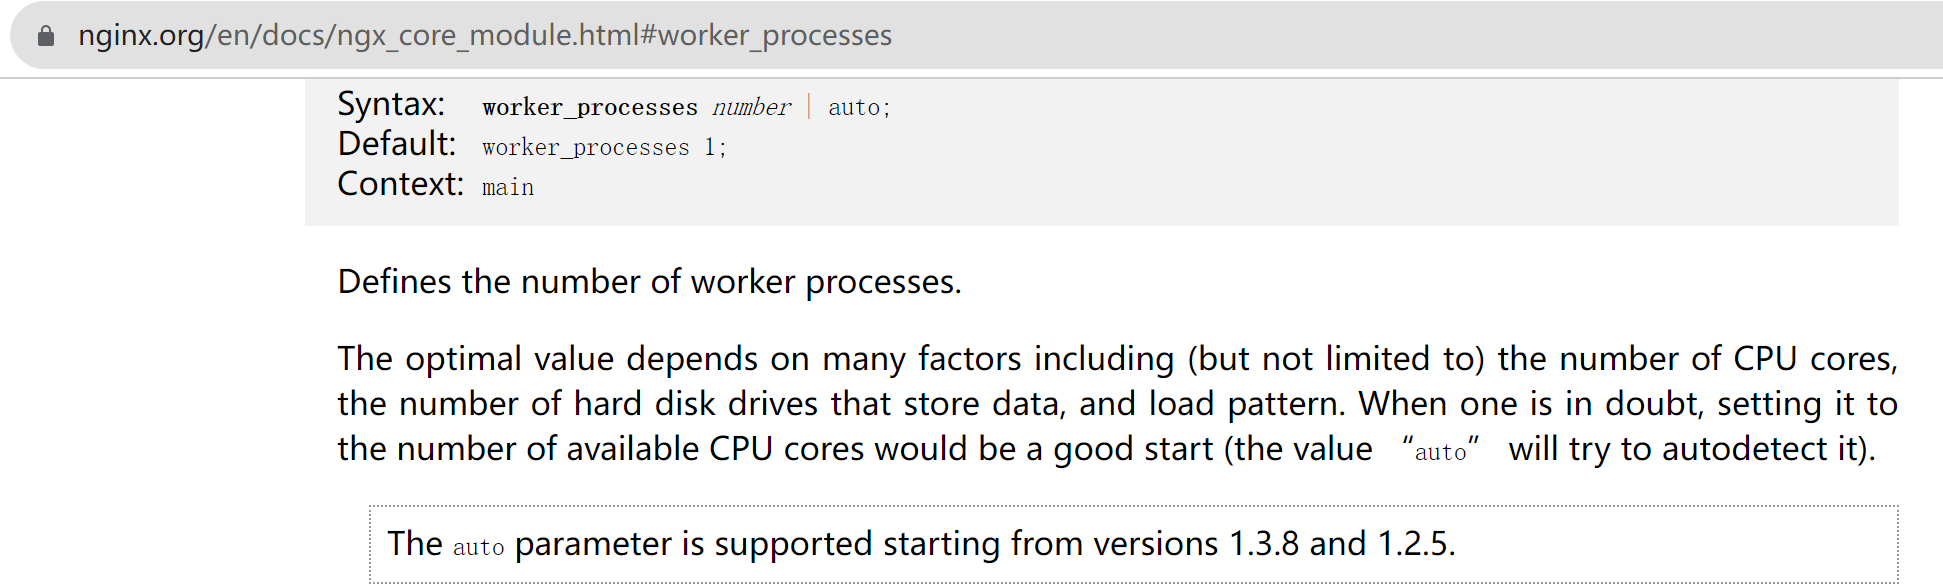 nginx.org/en/docs/ngx_core_module.html#worker_processes
Syntax: worker_processes number | auto;
Default: worker_processes 1;
Context: main
Defines the number of worker processes.
The optimal value depends on many factors including (but not limited to) the number of CPU cores,
the number of hard disk drives that store data, and load pattern. When one is in doubt, setting it to
the number of available CPU cores would be a good start (the value “auto” will try to autodetect it).
The auto parameter is supported starting from versions 1.3.8 and 1.2.5.